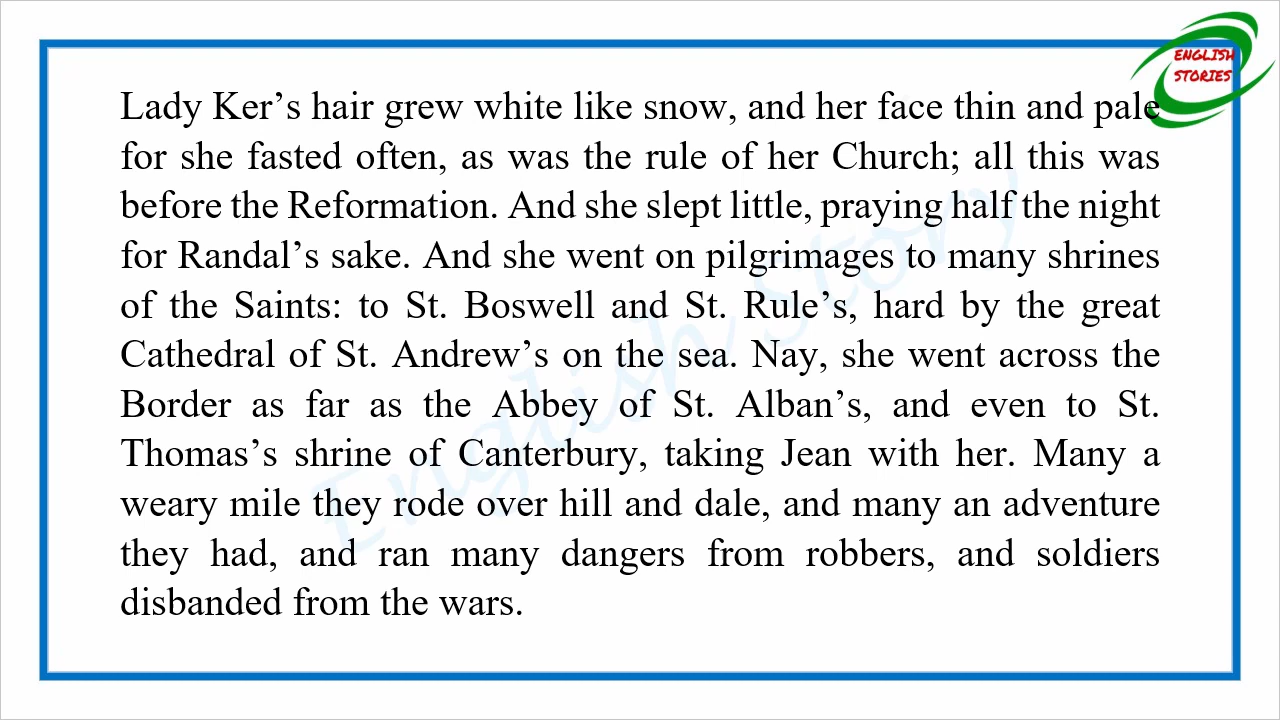 ENGLISH
STORIES
Lady Ker’s hair grew white like snow, and her face thin and pale
for she fasted often, as was the rule of her Church; all this was
before the Reformation. And she slept little, praying half the night
for Randal’s sake. And she went on pilgrimages to many shrines
of the Saints: to St. Boswell and St. Rule’s, hard by the great
Cathedral of St. Andrew’s on the sea. Nay, she went across the
Border as far as the Abbey of St. Alban’s, and even to St.
Thomas’s shrine of Canterbury, taking Jean with her. Many a
weary mile they rode over hill and dale, and many an adventure
they had, and ran many dangers from robbers, and soldiers
disbanded from the wars.
English Story